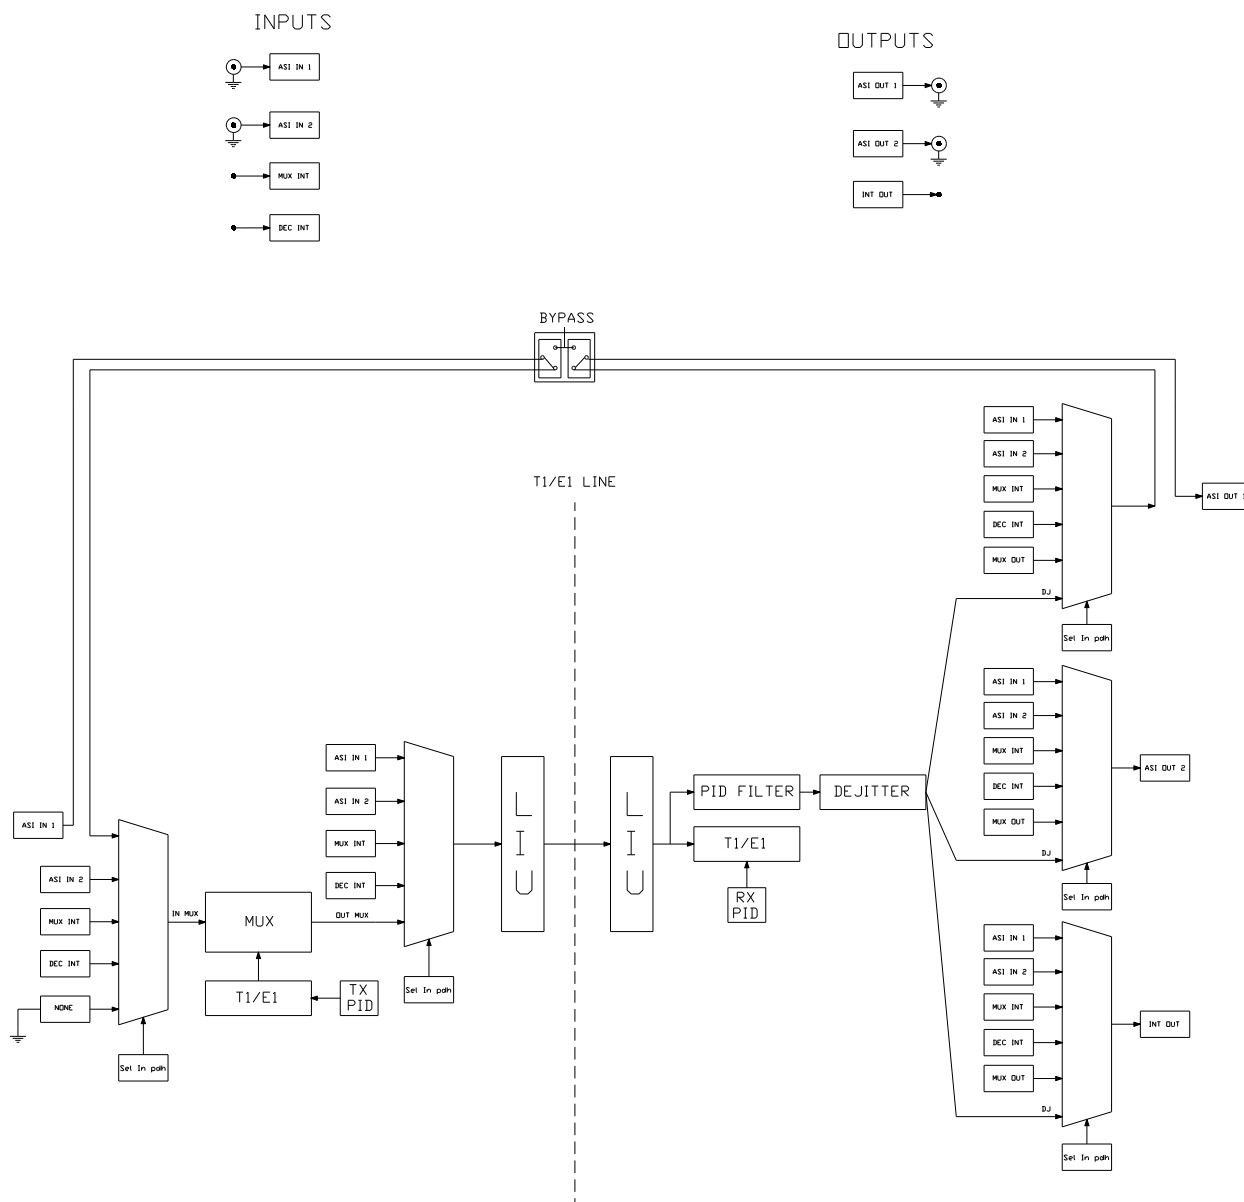 INPUTS
OUTPUTS
ASI IN 1
ASI OUT 1
ASI IN 2
ASI OUT 2
MUX INT
INT OUT
DEC INT
BYPASS
T1/E1 LINE
ASI IN 1
ASI IN 2
MUX INT
DEC INT
MUX OUT
DJ
Sel In pdh
ASI OUT
ASI IN 1
ASI IN 2
MUX INT
DEC INT
MUX OUT
DJ
Sel In pdh
ASI OUT 2
ASI IN 1
ASI IN 2
MUX INT
DEC INT
NONE
Sel In pdh
IN MUX
MUX
OUT MUX
T1/E1
TX
PID
ASI IN 1
ASI IN 2
MUX INT
DEC INT
Sel In pdh
LIU
LIU
PID FILTER
DEJITTER
T1/E1
RX
PID
ASI IN 1
ASI IN 2
MUX INT
DEC INT
MUX OUT
DJ
Sel In pdh
INT OUT